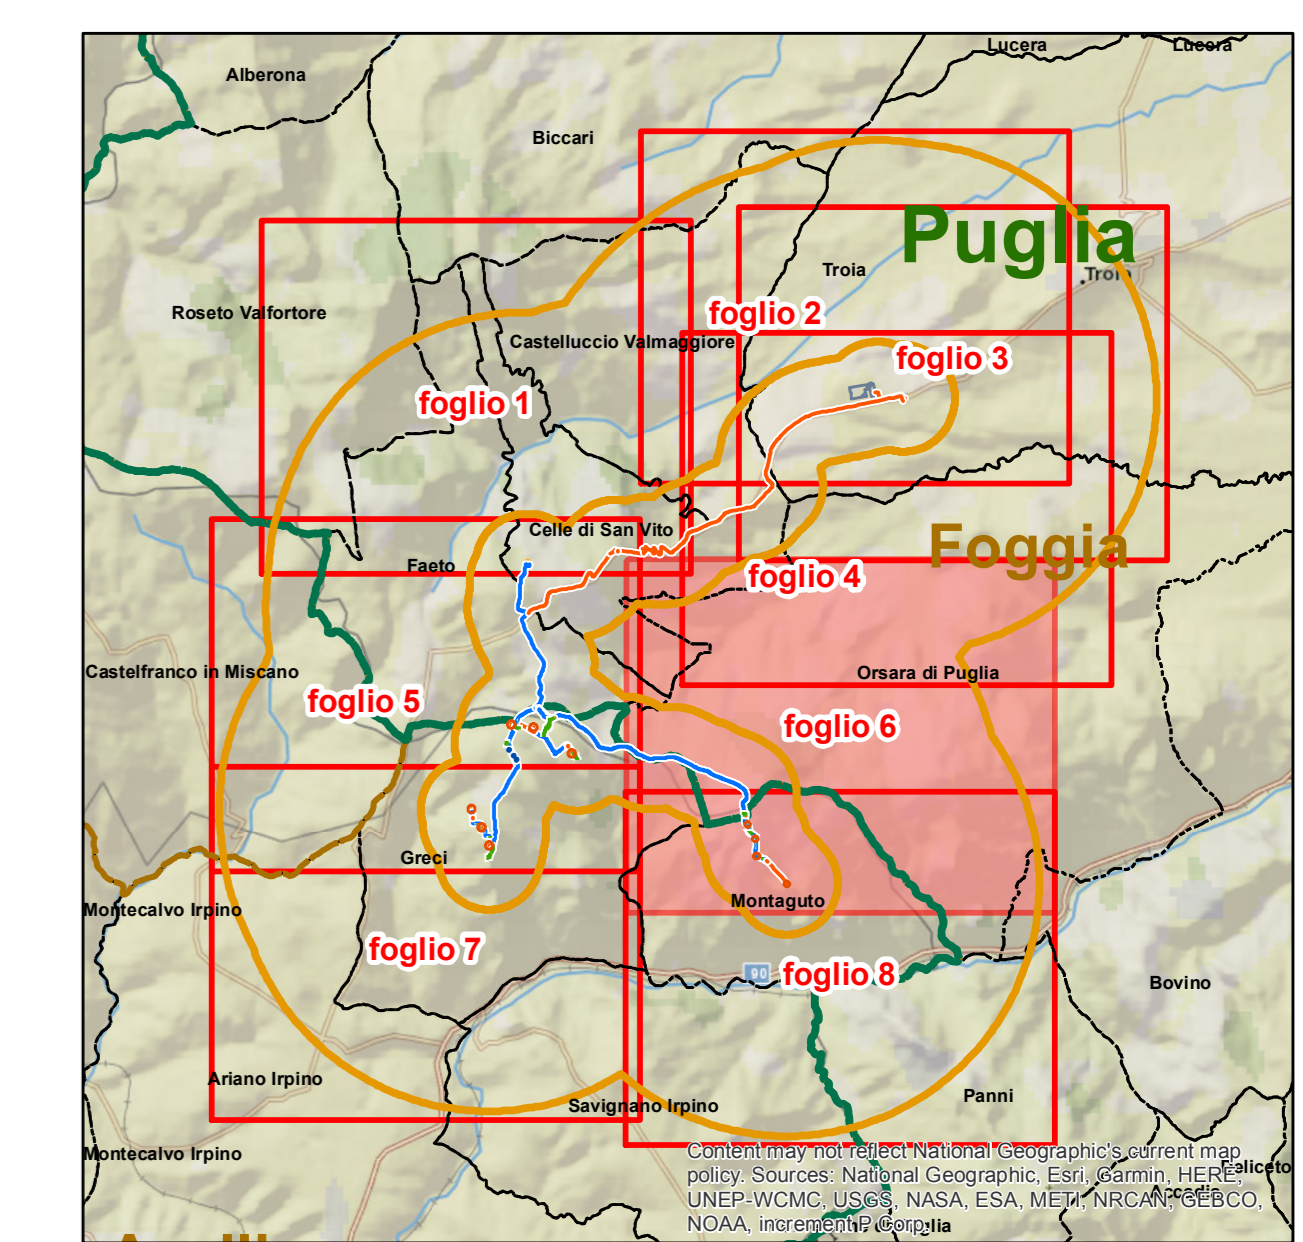 Lucera
Lucera
Alberona
Biccari
Puglia
Troia
Troia
Roseto Valfortore
foglio 2
Castelluccio Valmaggiore
foglio 3
foglio 1
Celle di San Vito
Foggia
Faeto
foglio 4
Castelfranco in Miscano
Orsara di Puglia
foglio 5
foglio 6
Greci
Montaguto
Montecalvo Irpino
foglio 7
90
foglio 8
Bovino
Ariano Irpino
Panni
Savignano Irpino
Montecalvo Irpino
Content may not reflect National Geographic's current map
policy. Sources: National Geographic, Esri, Garmin, HERE,
UNEP-WCMC, USGS, NASA, ESA, METI, NRCAN, GEBCO,
NOAA, increment P Corp.
Deliceto
Accadia